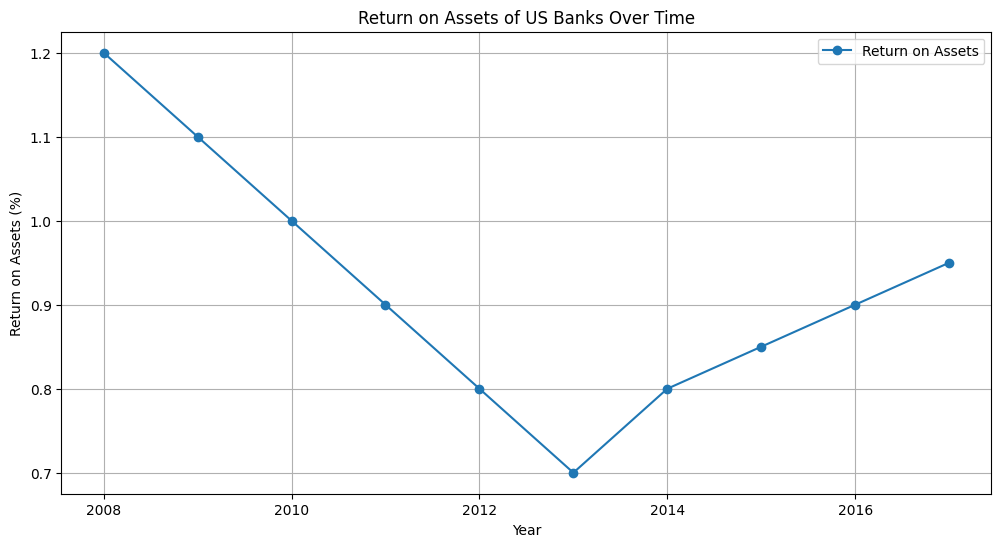 Return on Assets of US Banks Over Time
Return on Assets
Return on Assets (%)
1.2
1.1
1.0
0.9
0.8
0.7
2008 2010 2012 2014 2016
Year